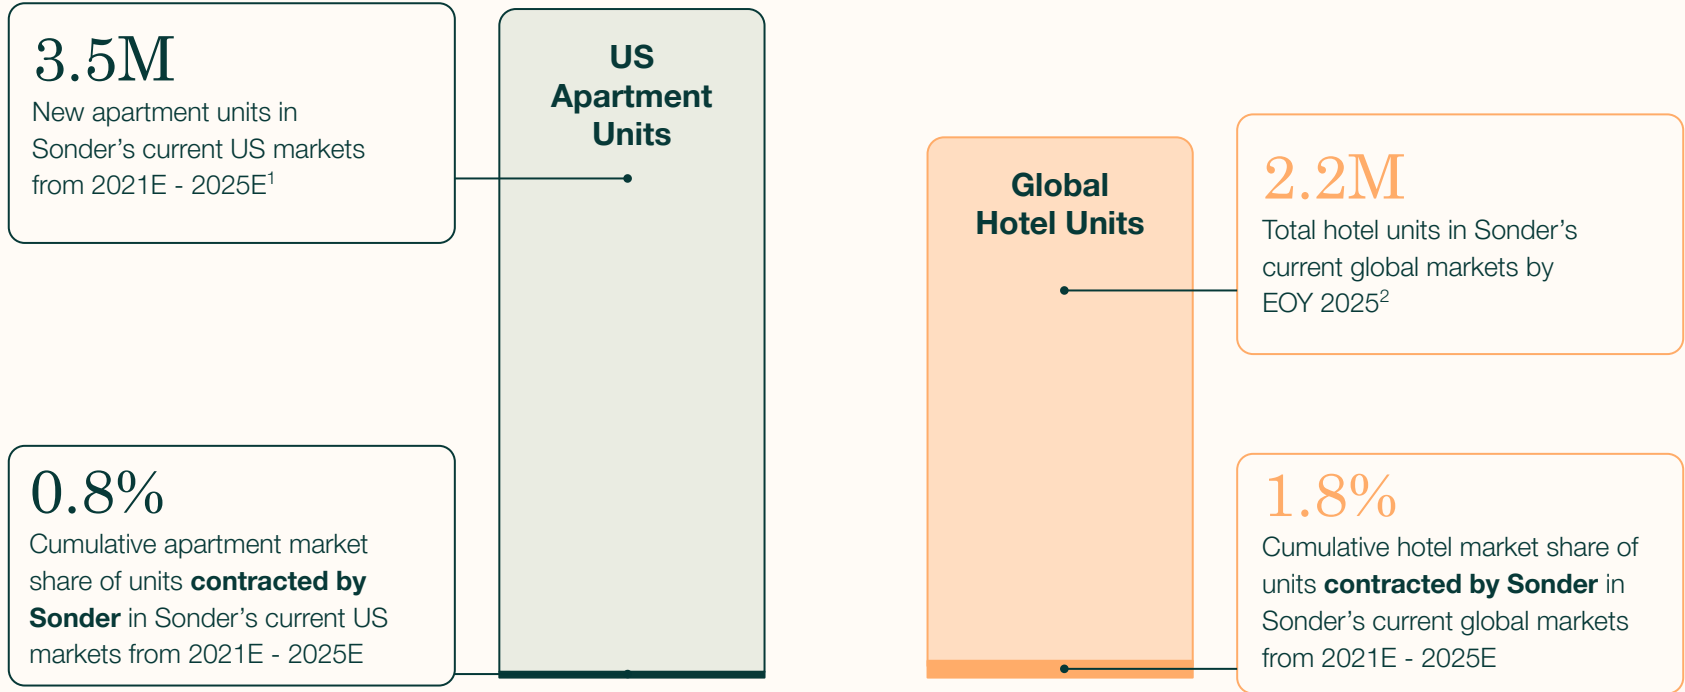 3.5M
New apartment units in
Sonder’s current US markets
from 2021E - 2025E¹
US
Apartment
Units
Global
Hotel Units
2.2M
Total hotel units in Sonder’s
current global markets by
EOY 2025²
0.8%
Cumulative apartment market
share of units contracted by
Sonder in Sonder’s current US
markets from 2021E - 2025E
1.8%
Cumulative hotel market share of
units contracted by Sonder in
Sonder’s current global markets
from 2021E - 2025E